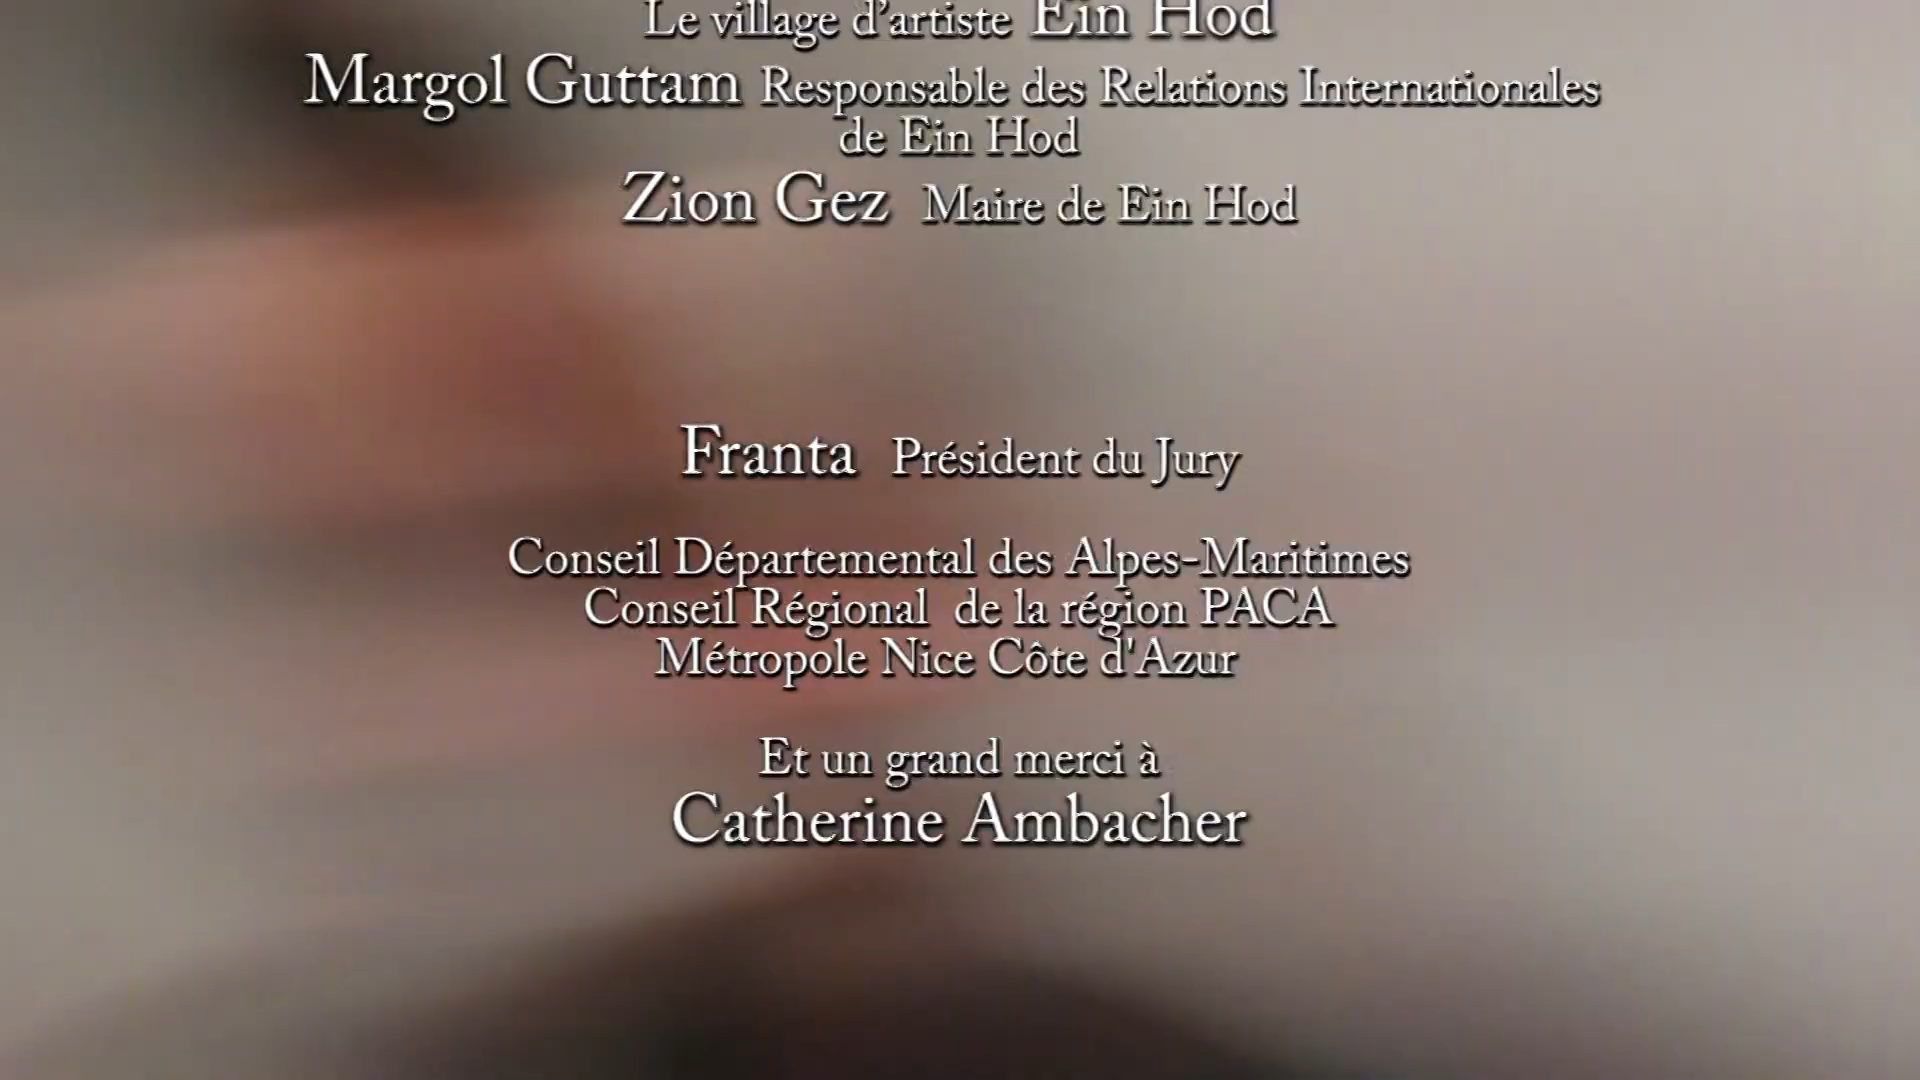 Le village d’artiste Ein Hod
Margol Guttam Responsable des Relations Internationales
de Ein Hod
Zion Gez Maire de Ein Hod
Franta Président du Jury
Conseil Départemental des Alpes-Maritimes
Conseil Régional de la région PACA
Métropole Nice Côte d'Azur
Et un grand merci à
Catherine Ambacher